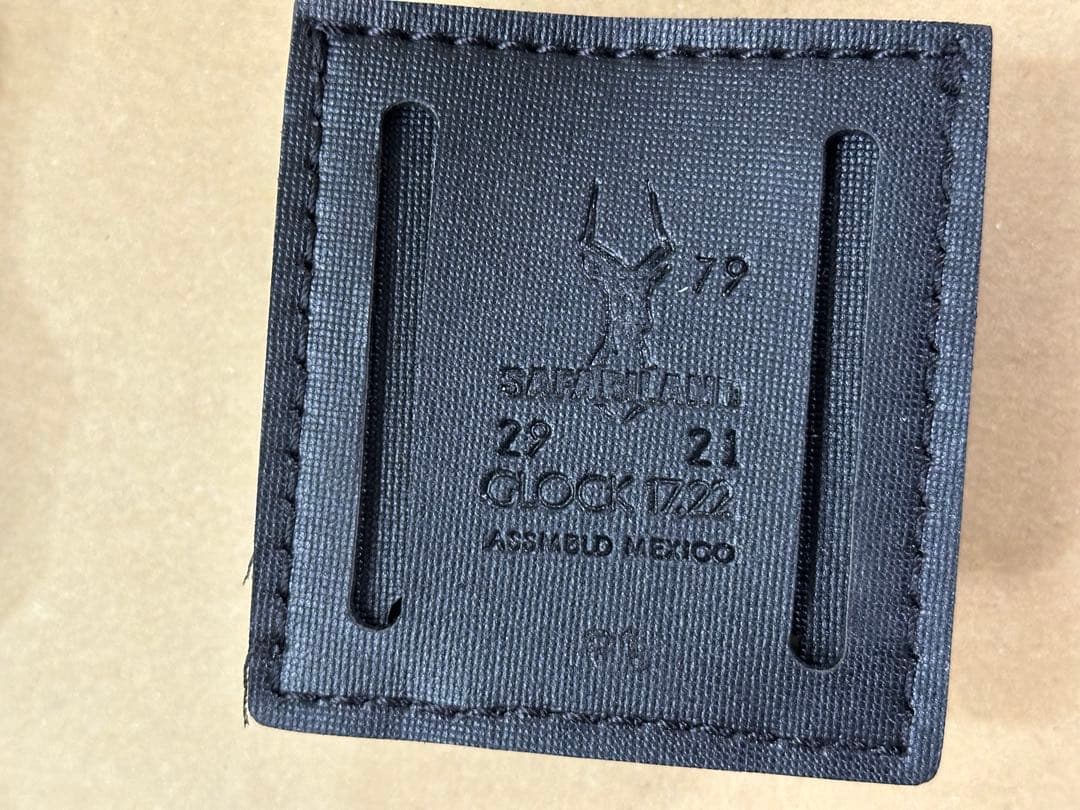 79
SAFARILAND
29 21
GLOCK 17.22
ASSMBLD MEXICO